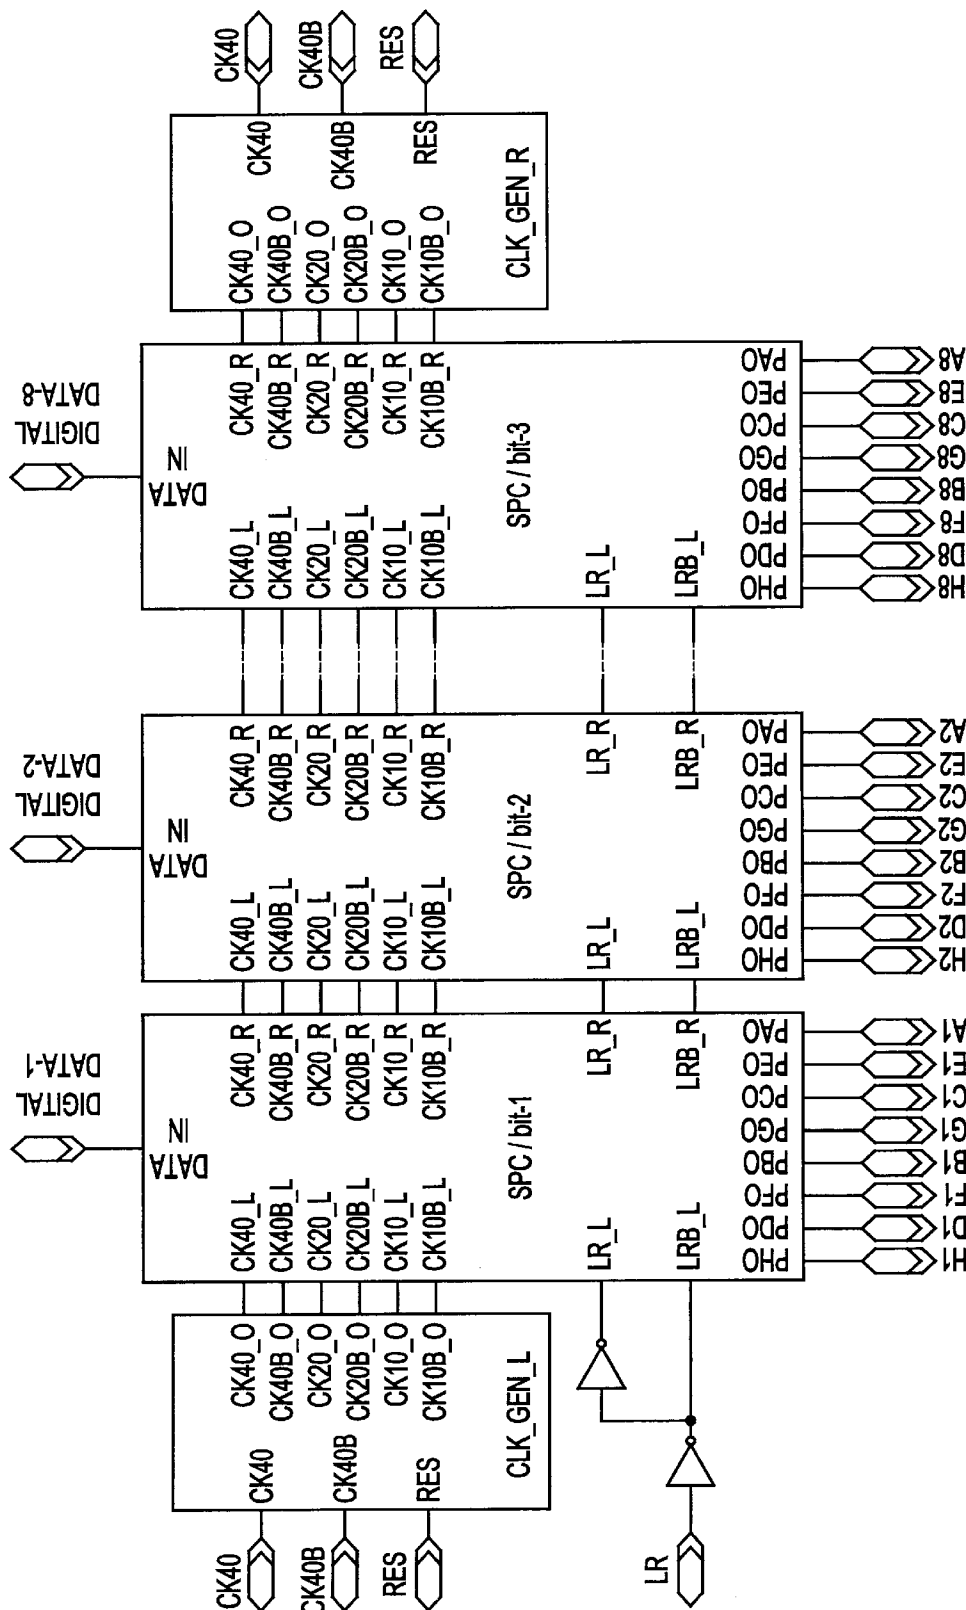 CK40
CK40B
RES
CK40
CK40B
RES
CK40_O
CK40B_O
CK20_O
CK20B_O
CK10_O
CK10B_O
CLK_GEN_R
DIGITAL
DATA-8
DATA
IN
CK40_R
CK40B_R
CK20_R
CK20B_R
CK10_R
CK10B_R
SPC / bit-3
CK40_L
CK40B_L
CK20_L
CK20B_L
CK10_L
CK10B_L
LR_L
LRB_L
PAO
PEO
PCO
PGO
PBO
PFO
PDO
PHO
A8
E8
C8
G8
B8
F8
D8
H8
DIGITAL
DATA-2
DATA
IN
CK40_R
CK40B_R
CK20_R
CK20B_R
CK10_R
CK10B_R
LR_R
LRB_R
SPC / bit-2
CK40_L
CK40B_L
CK20_L
CK20B_L
CK10_L
CK10B_L
LR_L
LRB_L
PAO
PEO
PCO
PGO
PBO
PFO
PDO
PHO
A2
E2
C2
G2
B2
F2
D2
H2
DIGITAL
DATA-1
DATA
IN
CK40_R
CK40B_R
CK20_R
CK20B_R
CK10_R
CK10B_R
LR_R
LRB_R
SPC / bit-1
CK40_L
CK40B_L
CK20_L
CK20B_L
CK10_L
CK10B_L
LR_L
LRB_L
PAO
PEO
PCO
PGO
PBO
PFO
PDO
PHO
A1
E1
C1
G1
B1
F1
D1
H1
CK40_O
CK40B_O
CK20_O
CK20B_O
CK10_O
CK10B_O
CLK_GEN_L
CK40
CK40B
RES
CK40
CK40B
RES
LR